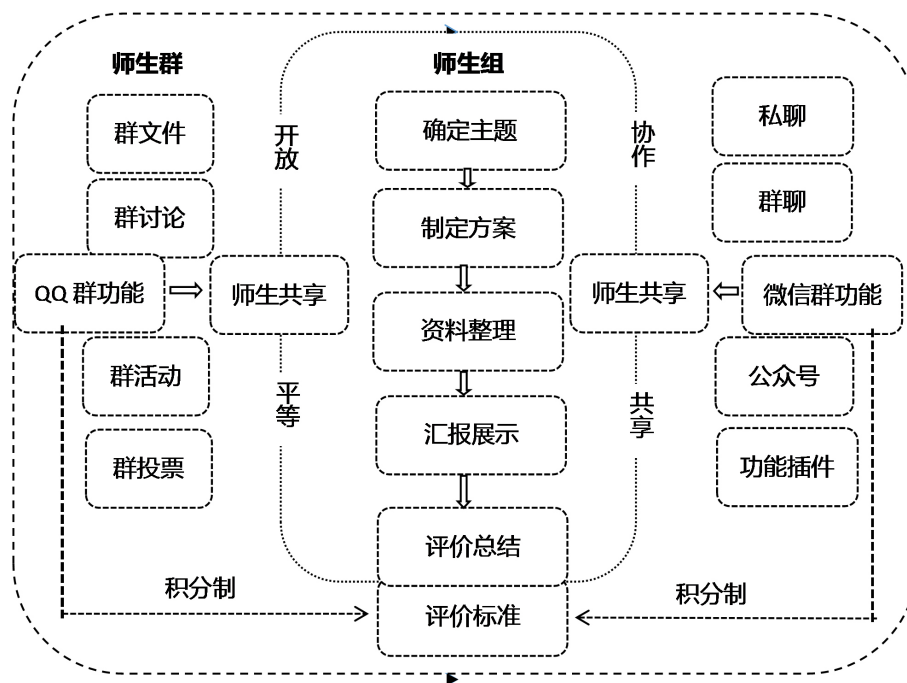 师生群
师生组
群文件
确定主题
私聊
开放
协作
群讨论
制定方案
群聊
QQ 群功能
师生共享
资料整理
师生共享
微信群功能
群活动
平等
汇报展示
共享
公众号
群投票
功能插件
评价总结
积分制
评价标准
积分制